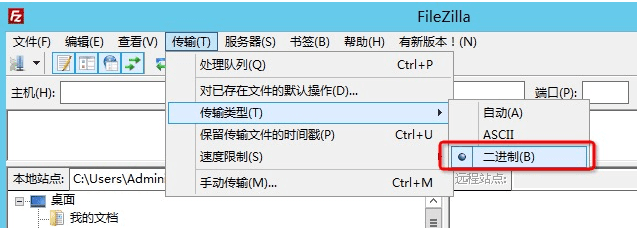 FileZilla
文件(F) 编辑(E) 查看(V) 传输(T) 服务器(S) 书签(B) 帮助(H) 有新版本！(N)
处理队列(Q) Ctrl+P
主机(H): 对已存在文件的默认操作(D)... 端口(P):
传输类型(T) 自动(A)
保留传输文件的时间戳(P) Ctrl+U ASCII
速度限制(S) 二进制(B)
本地站点: C:\Users\Admin 手动传输(M)... Ctrl+M 远程站点:
桌面
我的文档